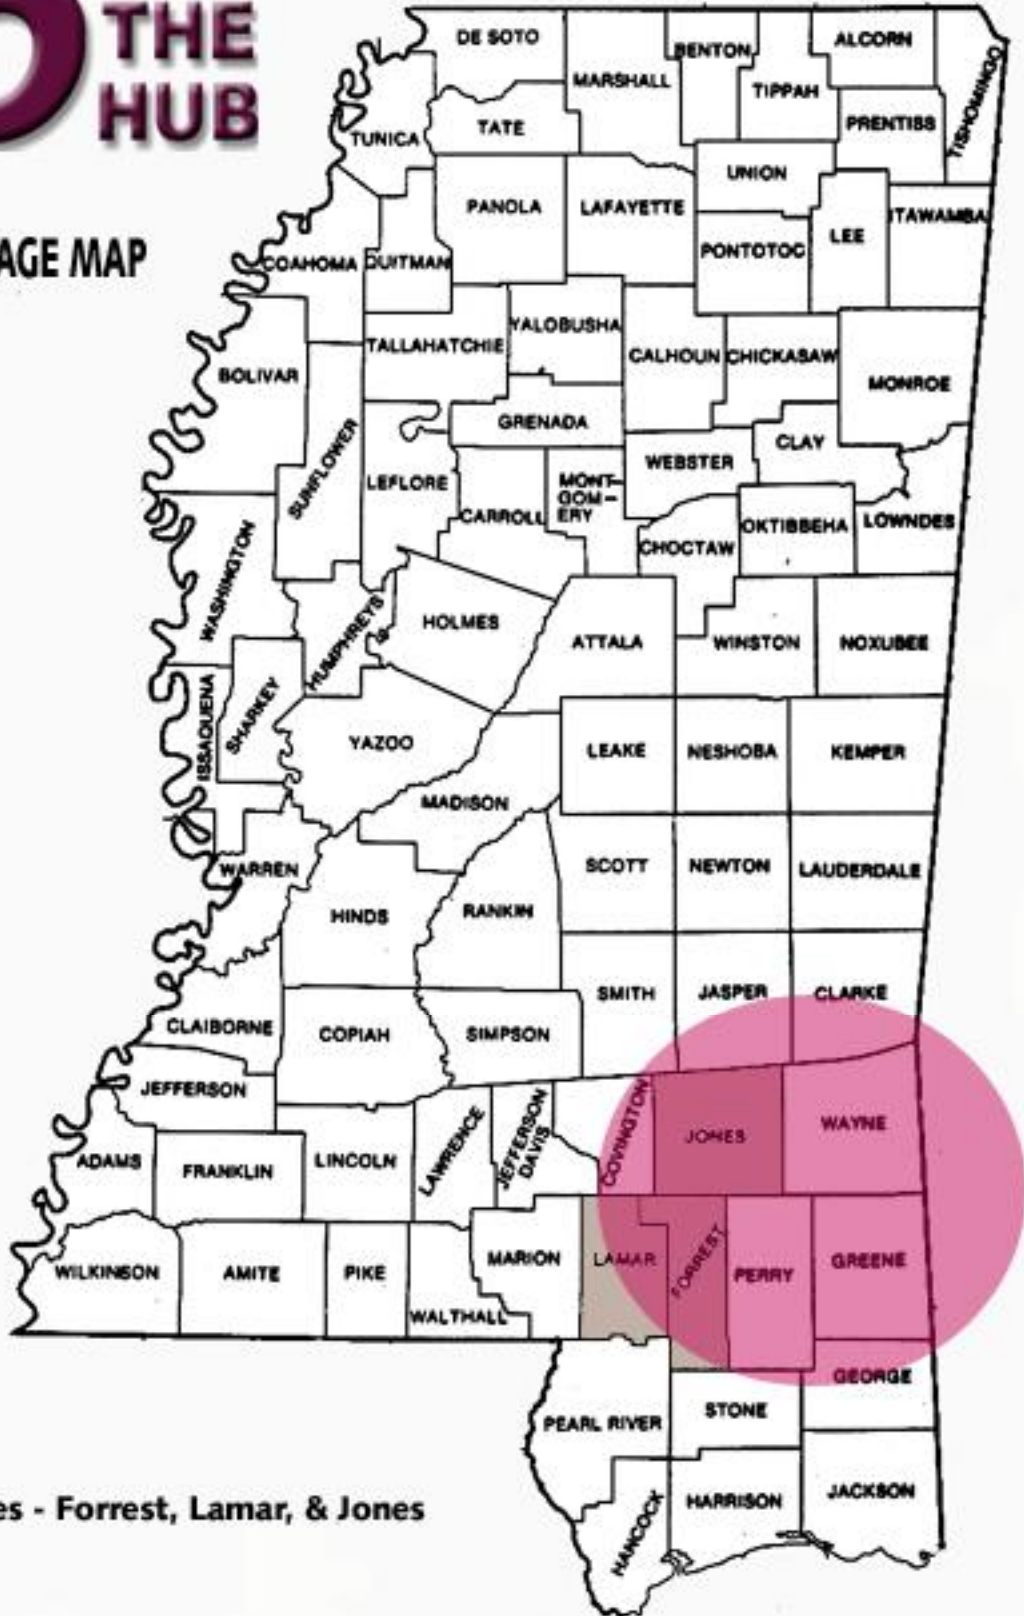 THE
HUB
AGE MAP
DE SOTO
MARSHALL
BENTON
ALCORN
TIPPAH
TISHOMINGO
TUNICA
TATE
PRENTISS
UNION
PANOLA
LAFAYETTE
PONTOTOC
LEE
ITAWAMBA
COAHOMA
QUITMAN
TALLAHATCHIE
YALOBUSHA
CALHOUN
CHICKASAW
MONROE
BOLIVAR
SUNFLOWER
GRENADA
CLAY
WEBSTER
LEFLORE
CARROLL
MONT-
GOM-
ERY
OKTIBBEHA
LOWNDES
CHOCTAW
WASHINGTON
HUMPHREYS
HOLMES
ATTALA
WINSTON
NOXUBEE
ISSAQUENA
SHARKEY
YAZOO
LEAKE
NESHOBA
KEMPER
MADISON
WARREN
SCOTT
NEWTON
LAUDERDALE
HINDS
RANKIN
SMITH
JASPER
CLARKE
CLAIBORNE
COPIAH
SIMPSON
JEFFERSON
LAWRENCE
JEFFERSON
DAVIS
COVINGTON
JONES
WAYNE
ADAMS
FRANKLIN
LINCOLN
WILKINSON
AMITE
PIKE
WALTHALL
MARION
LAMAR
FORREST
PERRY
GREENE
GEORGE
PEARL RIVER
STONE
HANCOCK
HARRISON
JACKSON
es - Forrest, Lamar, & Jones